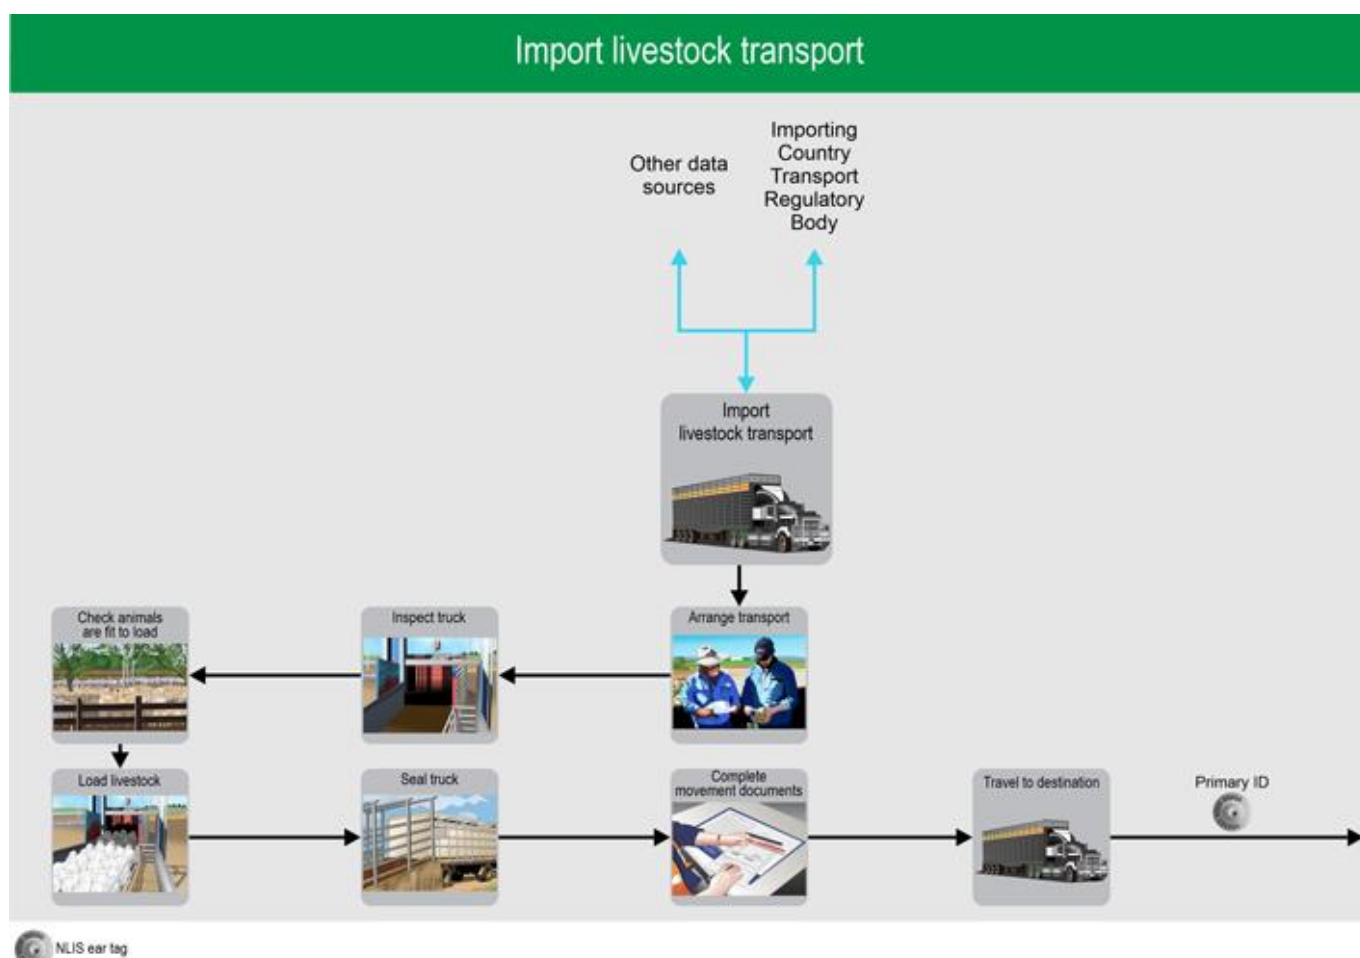 Import livestock transport
Other data
sources
Importing
Country
Transport
Regulatory
Body
Import
livestock transport
Check animals
are fit to load
Inspect truck
Arrange transport
Load livestock
Seal truck
Complete
movement documents
Travel to destination
Primary ID
NLIS ear tag